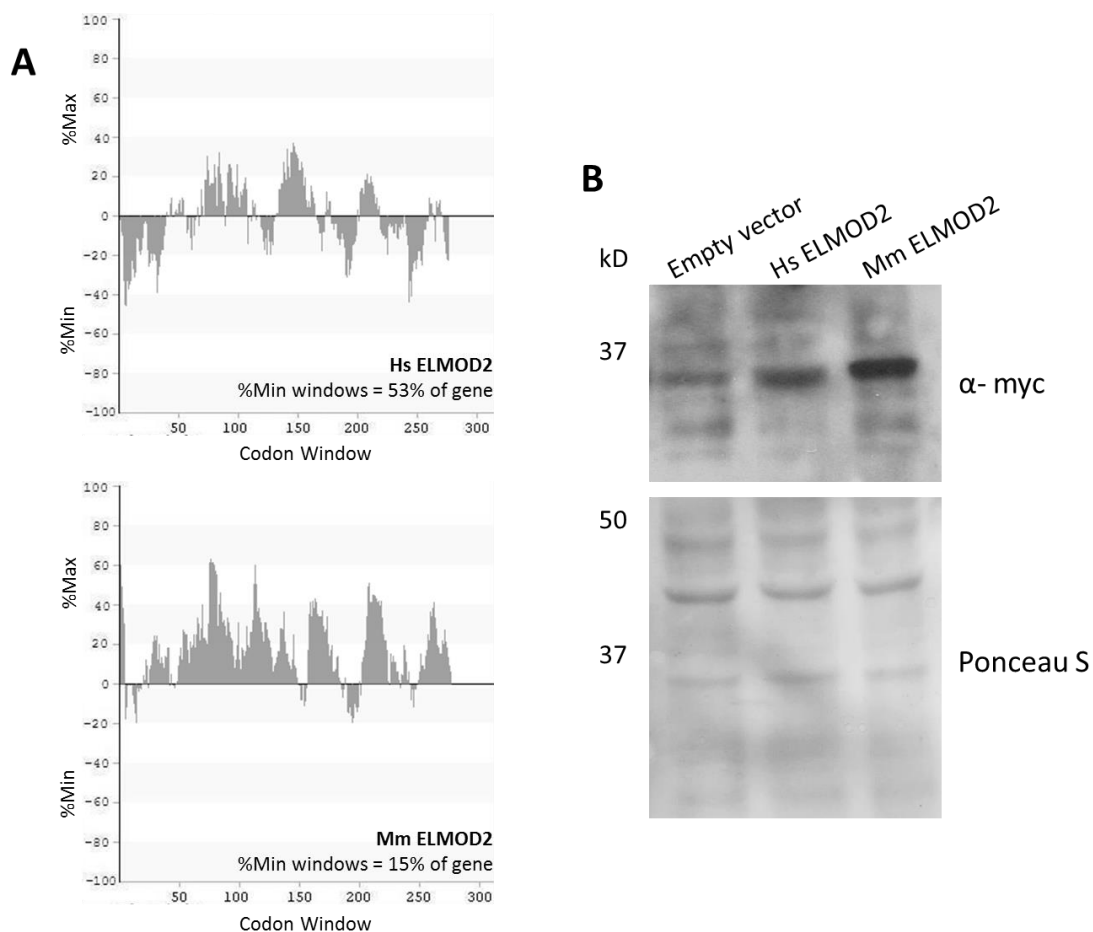 A
100
80
60
40
20
0
-20
-40
-60
-80
-100
%Max
%Min
Hs ELMOD2
%Min windows = 53% of gene
50 100 150 200 250 300
Codon Window
100
80
60
40
20
0
-20
-40
-60
-80
-100
%Max
%Min
Mm ELMOD2
%Min windows = 15% of gene
50 100 150 200 250 300
Codon Window
B
kD
Empty vector
Hs ELMOD2
Mm ELMOD2
37
α- myc
50
37
Ponceau S